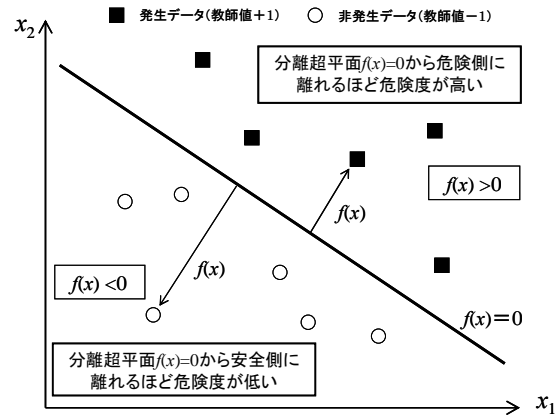 x2
■ 発生データ(教師値+1) ○ 非発生データ(教師値-1)
分離超平面f(x)=0から危険側に
離れるほど危険度が高い
f(x) >0
f(x)
f(x)
f(x) <0
f(x)=0
分離超平面f(x)=0から安全側に
離れるほど危険度が低い
x1